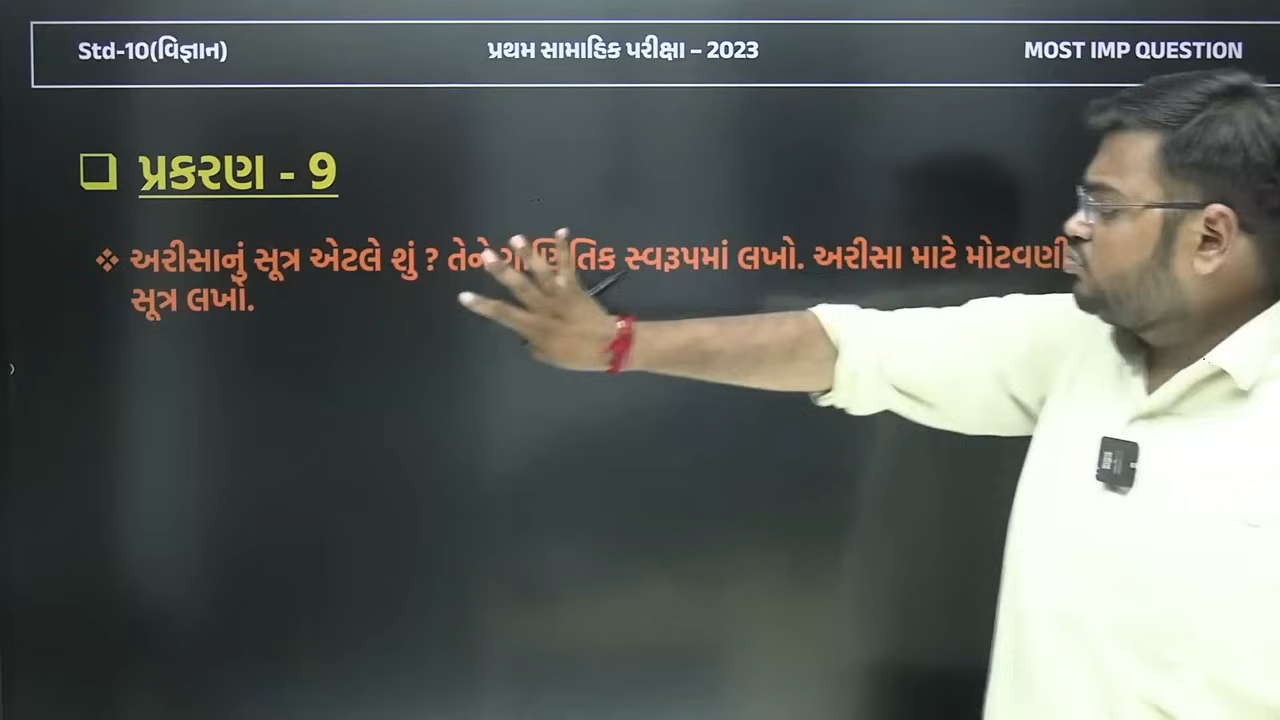 Std-10(વિજ્ઞાન)
પ્રથમ સામાહિક પરીક્ષા – 2023
MOST IMP QUESTION
પ્રકરણ - 9
અરીસાનું સૂત્ર એટલે શું ? તેને સ્વરૂપમાં લખો. અરીસા માટે મોટવણી
સૂત્ર લખો.